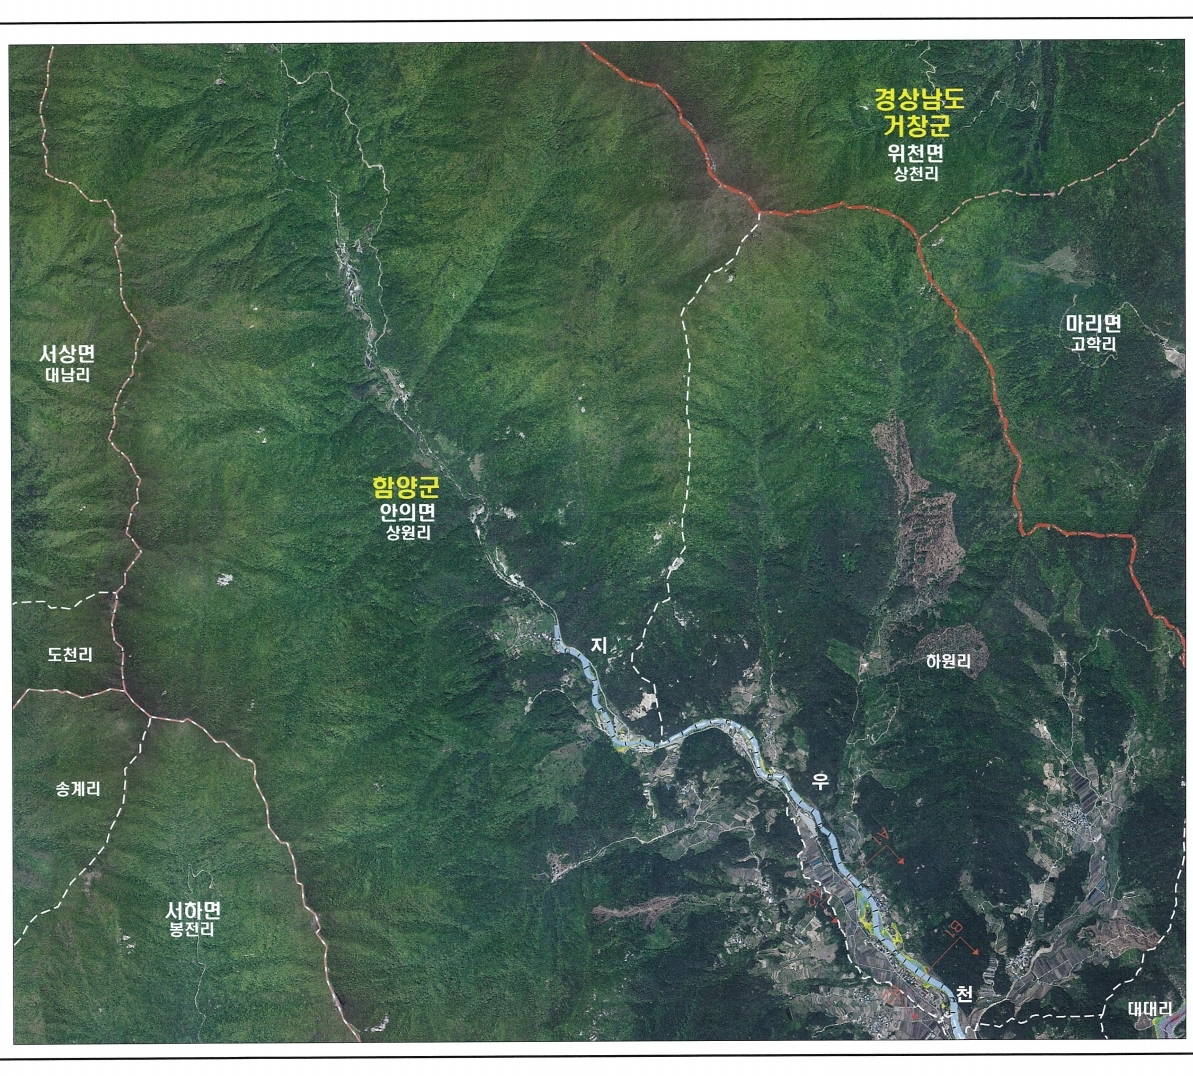 경상남도
거창군
위천면
상천리
마리면
고학리
서상면
대남리
함양군
안의면
상원리
지
도천리
하원리
우
송계리
서하면
봉전리
천
대대리